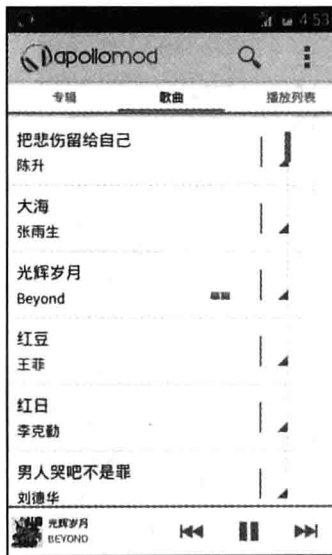 4:53
apollomod
专辑 歌曲 播放列表
把悲伤留给自己
陈升
大海
张雨生
光辉岁月
Beyond
红豆
王菲
红日
李克勤
男人哭吧不是罪
刘德华
光辉岁月
BEYOND